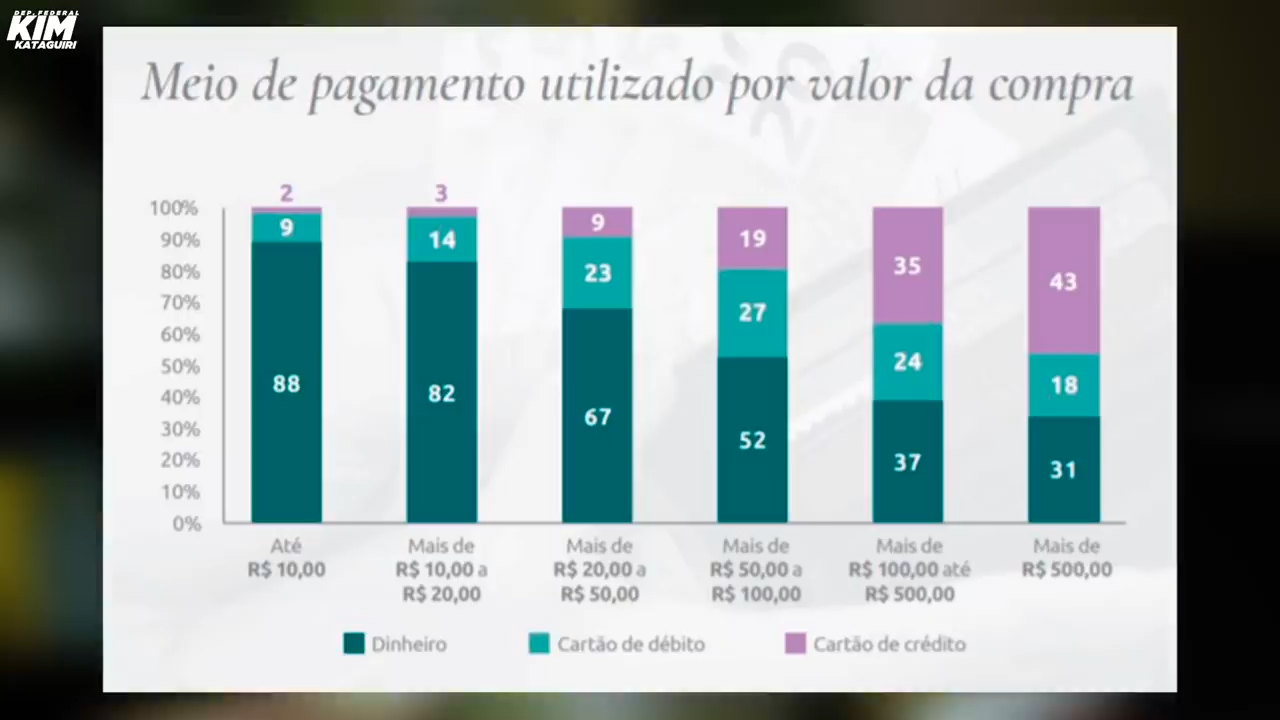 DEP. FEDERAL
KIM
KATAGUIRI
Meio de pagamento utilizado por valor da compra
2 3
100% 9 14 9 19 35 43
90%
80% 23
70% 27
60%
50% 88 82 67 24 18
40%
30% 52 37 31
20%
10%
0%
Até Mais de Mais de Mais de Mais de Mais de
R$ 10,00 R$ 10,00 a R$ 20,00 a R$ 50,00 a R$ 100,00 até R$ 500,00
R$ 20,00 R$ 50,00 R$ 100,00 R$ 500,00
Dinheiro Cartão de débito Cartão de crédito